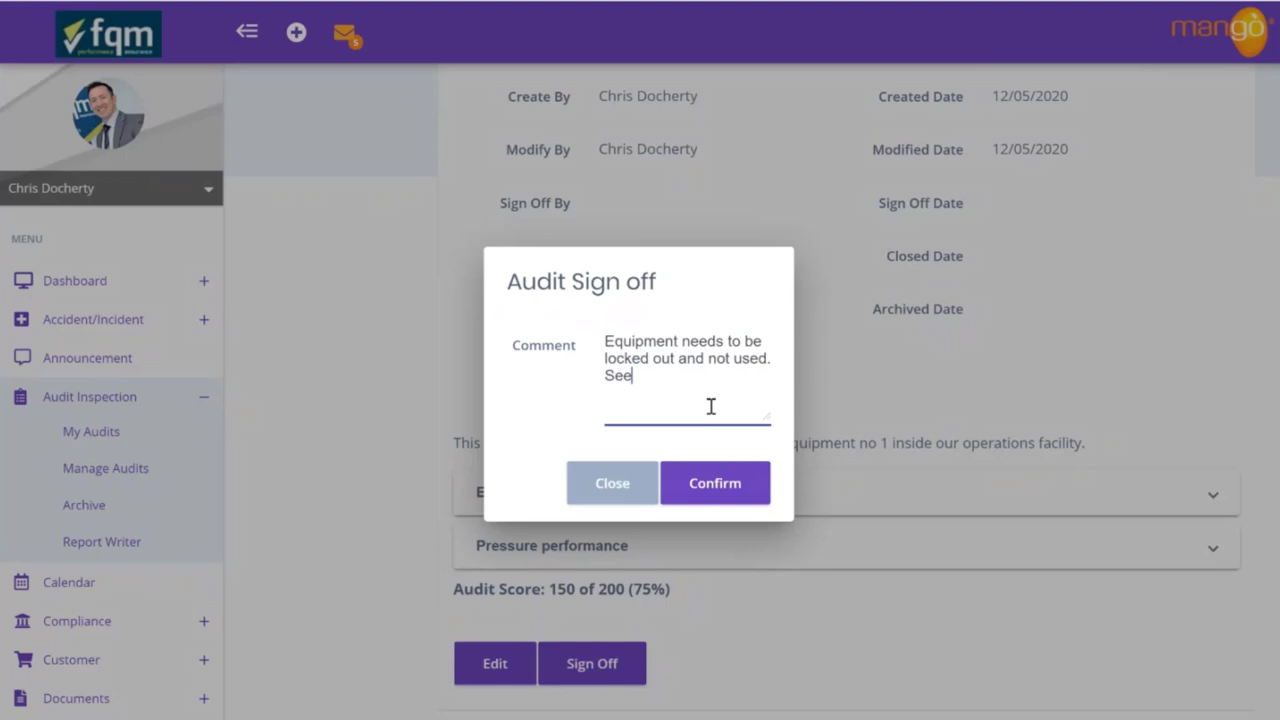 fqm
performance assurance
5
mango
Chris Docherty
MENU
Dashboard
Accident/Incident
Announcement
Audit Inspection
My Audits
Manage Audits
Archive
Report Writer
Calendar
Compliance
Customer
Documents
Create By Chris Docherty Created Date 12/05/2020
Modify By Chris Docherty Modified Date 12/05/2020
Sign Off By Sign Off Date
Closed Date
Archived Date
Audit Sign off
Comment
Equipment needs to be
locked out and not used.
See
Close Confirm
This quipment no 1 inside our operations facility.
E
Pressure performance
Audit Score: 150 of 200 (75%)
Edit Sign Off